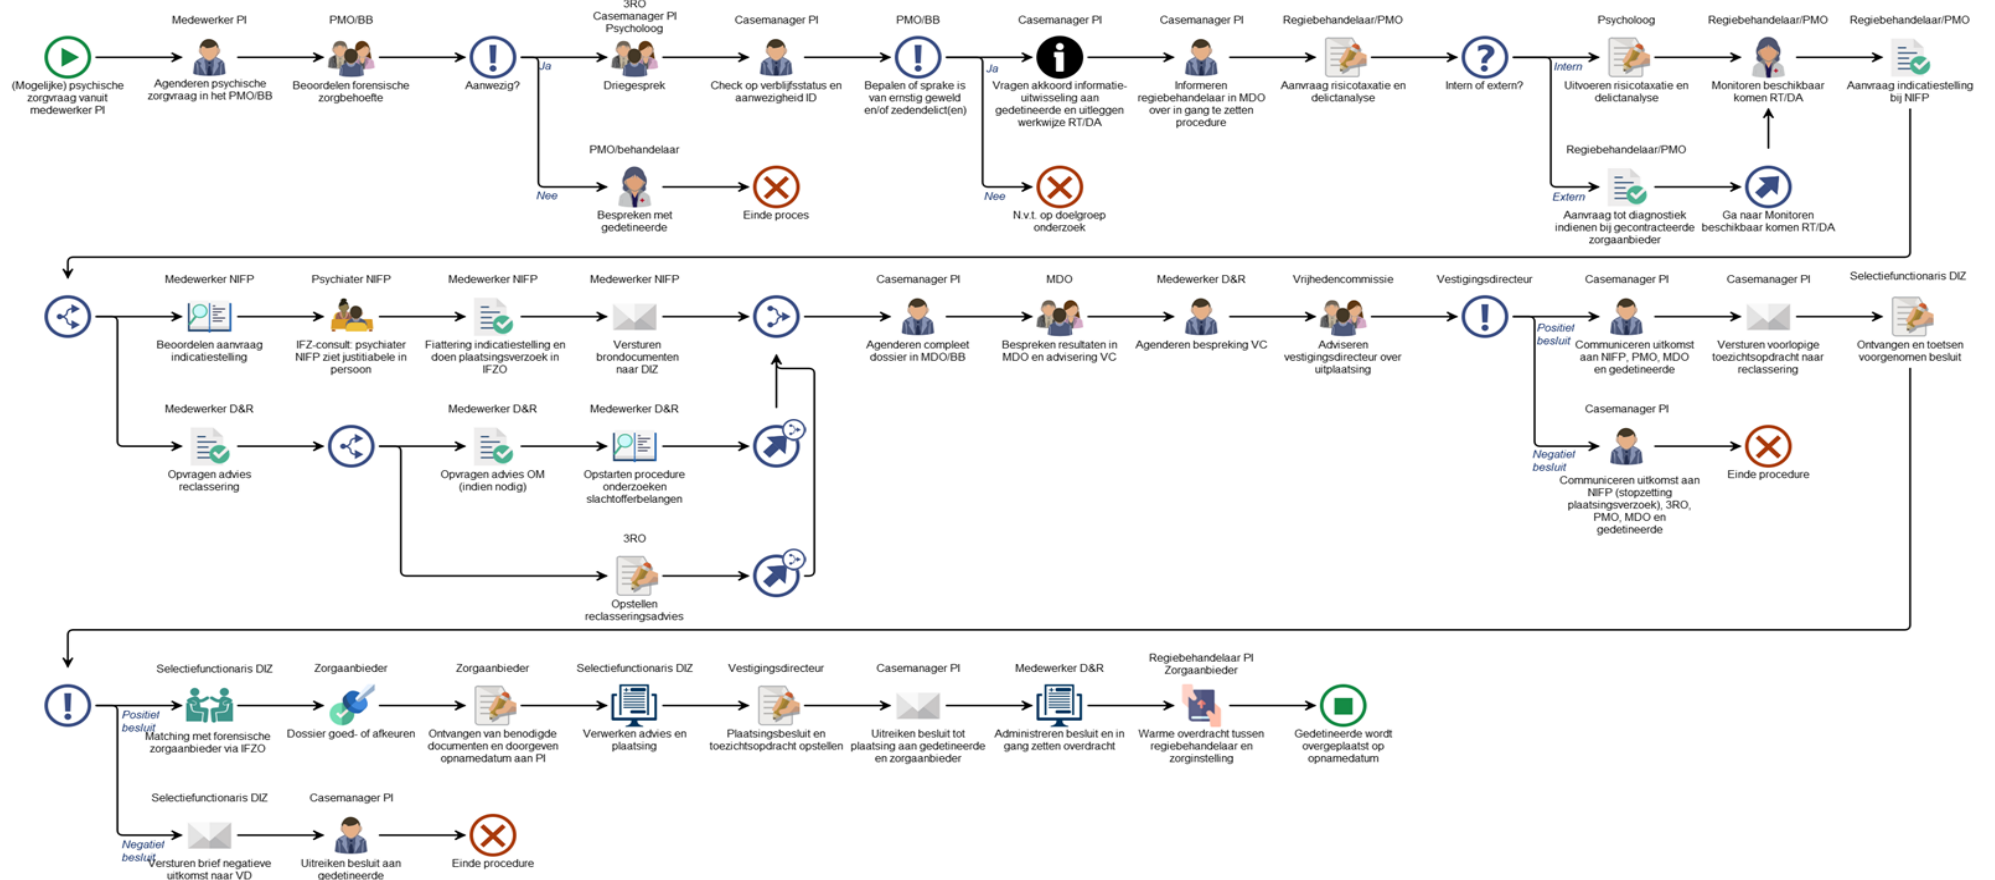 Medewerker PI
(Mogelijke) psychische
zorgvraag vanuit
medewerker PI
Agenderen psychische
zorgvraag in het PMO/BB
PMO/BB
Beoordelen forensische
zorgbehoefte
Aanwezig?
Ja
3RO
Casemanager PI
Psycholoog
Driegesprek
Casemanager PI
Check op verblijfsstatus en
aanwezigheid ID
PMO/BB
Bepalen of sprake is
van ernstig geweld
en/of zedendelict(en)
Ja
Casemanager PI
Vragen akkoord informatie-
uitwisseling aan
gedetineerde en uitleggen
werkwijze RT/DA
Casemanager PI
Informeren
regiebehandelaar in MDO
over in gang te zetten
procedure
Regiebehandelaar/PMO
Aanvraag risicotaxatie en
delictanalyse
Intern of extern?
Intern
Psycholoog
Uitvoeren risicotaxatie en
delictanalyse
Regiebehandelaar/PMO
Monitoren beschikbaar
komen RT/DA
Regiebehandelaar/PMO
Aanvraag indicatiestelling
bij NIFP
Nee
PMO/behandelaar
Bespreken met
gedetineerde
Einde proces
Nee
N.v.t. op doelgroep
onderzoek
Extern
Regiebehandelaar/PMO
Aanvraag tot diagnostiek
indienen bij gecontracteerde
zorgaanbieder
Ga naar Monitoren
beschikbaar komen RT/DA
Medewerker NIFP
Beoordelen aanvraag
indicatiestelling
Psychiater NIFP
IFZ-consult: psychiater
NIFP ziet justitiabele in
persoon
Medewerker NIFP
Fiattering indicatiestelling en
doen plaatsingsverzoek in
IFZO
Medewerker NIFP
Versturen
brondocumenten
naar DIZ
Casemanager PI
Agenderen compleet
dossier in MDO/BB
MDO
Bespreken resultaten in
MDO en advisering VC
Medewerker D&R
Agenderen bespreking VC
Vrijhedencommissie
Adviseren
vestigingsdirecteur over
uitplaatsing
Vestigingsdirecteur
Positief
besluit
Casemanager PI
Communiceren uitkomst
aan NIFP, PMO, MDO
en gedetineerde
Casemanager PI
Versturen voorlopige
toezichtsopdracht naar
reclassering
Selectiefunctionaris DIZ
Ontvangen en toetsen
voorgenomen besluit
Medewerker D&R
Opvragen advies
reclassering
Medewerker D&R
Opvragen advies OM
(indien nodig)
Medewerker D&R
Opstarten procedure
onderzoeken
slachtofferbelangen
Negatief
besluit
Casemanager PI
Communiceren uitkomst aan
NIFP (stopzetting
plaatsingsverzoek), 3RO,
PMO, MDO en
gedetineerde
Einde procedure
3RO
Opstellen
reclasseringsadvies
Positief
besluit
Selectiefunctionaris DIZ
Matching met forensische
zorgaanbieder via IFZO
Zorgaanbieder
Dossier goed- of afkeuren
Zorgaanbieder
Ontvangen van benodigde
documenten en doorgeven
opnamedatum aan PI
Selectiefunctionaris DIZ
Verwerken advies en
plaatsing
Vestigingsdirecteur
Plaatsingsbesluit en
toezichtsopdracht opstellen
Casemanager PI
Uitreiken besluit tot
plaatsing aan gedetineerde
en zorgaanbieder
Medewerker D&R
Administreren besluit en in
gang zetten overdracht
Regiebehandelaar PI
Zorgaanbieder
Warme overdracht tussen
regiebehandelaar en
zorginstelling
Gedetineerde wordt
overgeplaatst op
opnamedatum
Negatief
besluit
Selectiefunctionaris DIZ
Versturen brief negatieve
uitkomst naar VD
Casemanager PI
Uitreiken besluit aan
gedetineerde
Einde procedure